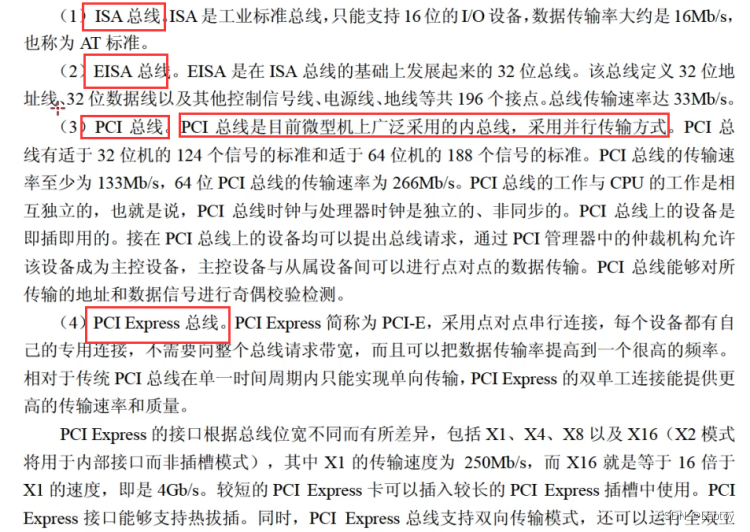 （1）ISA 总线。ISA 是工业标准总线，只能支持 16 位的 I/O 设备，数据传输率大约是 16Mb/s，
也称为 AT 标准。
（2）EISA 总线。EISA 是在 ISA 总线的基础上发展起来的 32 位总线。该总线定义 32 位地
址线、32 位数据线以及其他控制信号线、电源线、地线等共 196 个接点。总线传输速率达 33Mb/s。
（3）PCI 总线。PCI 总线是目前微型机上广泛采用的内总线，采用并行传输方式。PCI 总
线有适于 32 位机的 124 个信号的标准和适于 64 位机的 188 个信号的标准。PCI 总线的传输速
率至少为 133Mb/s，64 位 PCI 总线的传输速率为 266Mb/s。PCI 总线的工作与 CPU 的工作是相
互独立的，也就是说，PCI 总线时钟与处理器时钟是独立的、非同步的。PCI 总线上的设备是
即插即用的。接在 PCI 总线上的设备均可以提出总线请求，通过 PCI 管理器中的仲裁机构允许
该设备成为主控设备，主控设备与从属设备间可以进行点对点的数据传输。PCI 总线能够对所
传输的地址和数据信号进行奇偶校验检测。
（4）PCI Express 总线。PCI Express 简称为 PCI-E，采用点对点串行连接，每个设备都有自
己的专用连接，不需要向整个总线请求带宽，而且可以把数据传输率提高到一个很高的频率。
相对于传统 PCI 总线在单一时间周期内只能实现单向传输，PCI Express 的双单工连接能提供更
高的传输速率和质量。
PCI Express 的接口根据总线位宽不同而有所差异，包括 X1、X4、X8 以及 X16（X2 模式
将用于内部接口而非插槽模式），其中 X1 的传输速度为 250Mb/s，而 X16 就是等于 16 倍于
X1 的速度，即是 4Gb/s。较短的 PCI Express 卡可以插入较长的 PCI Express 插槽中使用。PCI
Express 接口能够支持热拔插。同时，PCI Express 总线支持双向传输模式，还可以运行全双工